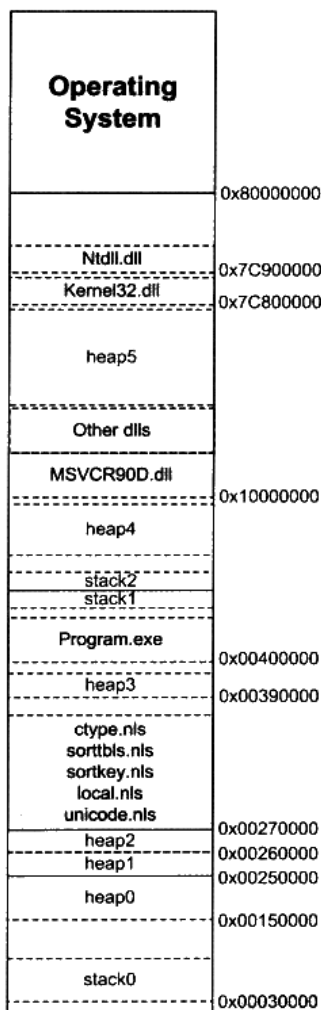 Operating
System
0x80000000
Ntdll.dll
0x7C900000
Kernel32.dll
0x7C800000
heap5
Other dlls
MSVCR90D.dll
0x10000000
heap4
stack2
stack1
Program.exe
0x00400000
heap3
0x00390000
ctype.nls
sorttbls.nls
sortkey.nls
local.nls
unicode.nls
0x00270000
heap2
0x00260000
heap1
0x00250000
heap0
0x00150000
stack0
0x00030000